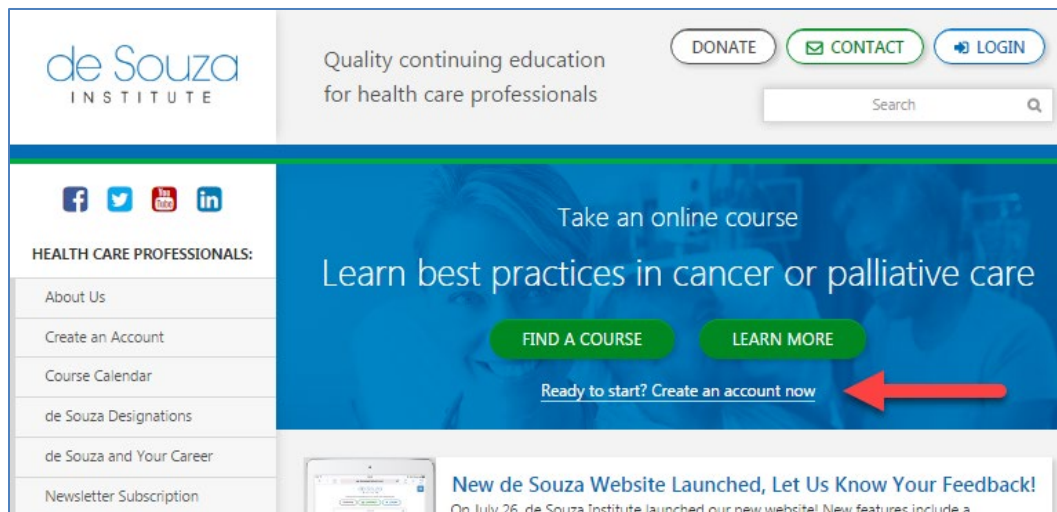 de Souza
INSTITUTE
Quality continuing education
for health care professionals
DONATE
CONTACT
LOGIN
Search
You
Tube
in
HEALTH CARE PROFESSIONALS:
About Us
Create an Account
Course Calendar
de Souza Designations
de Souza and Your Career
Newsletter Subscription
Take an online course
Learn best practices in cancer or palliative care
FIND A COURSE
LEARN MORE
Ready to start? Create an account now
New de Souza Website Launched, Let Us Know Your Feedback!
On July 26, de Souza Institute launched our new website! New features include a